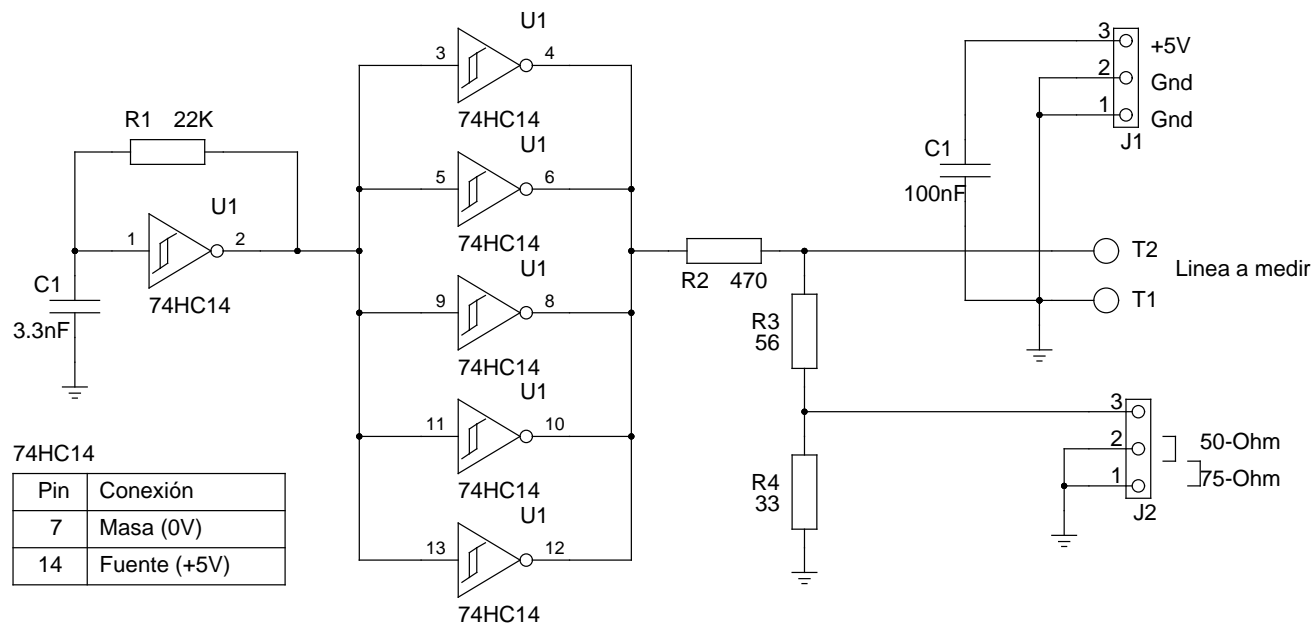 U1
3
4
74HC14
R1 22K
U1
1
2
74HC14
C1
3.3nF
U1
5
6
74HC14
U1
9
8
74HC14
U1
11
10
74HC14
U1
13
12
74HC14
R2 470
R3
56
R4
33
C1
100nF
3
+5V
2
Gnd
1
Gnd
J1
T2
Linea a medir
T1
3
2
50-Ohm
1
75-Ohm
J2
74HC14
Pin Conexión
7 Masa (0V)
14 Fuente (+5V)